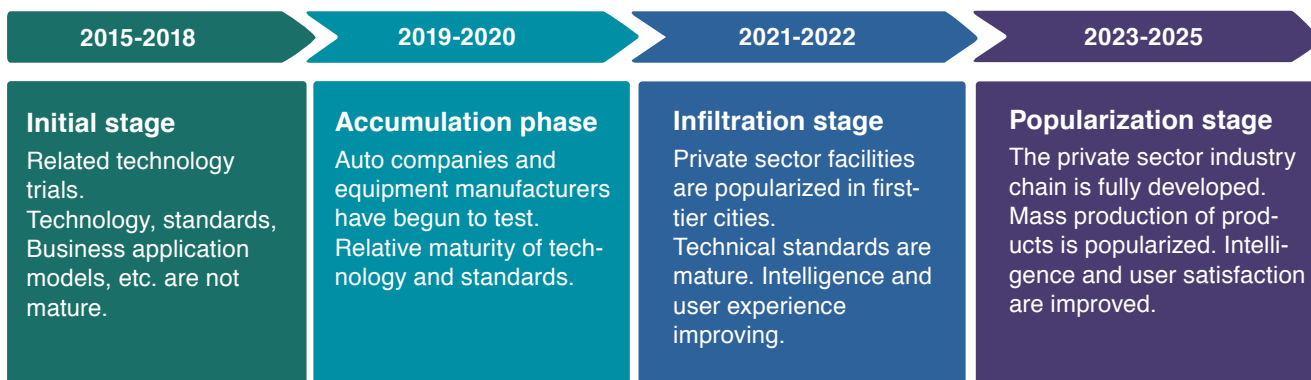 2015-2018
2019-2020
2021-2022
2023-2025
Initial stage
Related technology
trials.
Technology, standards,
Business application
models, etc. are not
mature.
Accumulation phase
Auto companies and
equipment manufacturers
have begun to test.
Relative maturity of tech-
nology and standards.
Infiltration stage
Private sector facilities
are popularized in first-
tier cities.
Technical standards are
mature. Intelligence and
user experience
improving.
Popularization stage
The private sector industry
chain is fully developed.
Mass production of prod-
ucts is popularized. Intelli-
gence and user satisfaction
are improved.